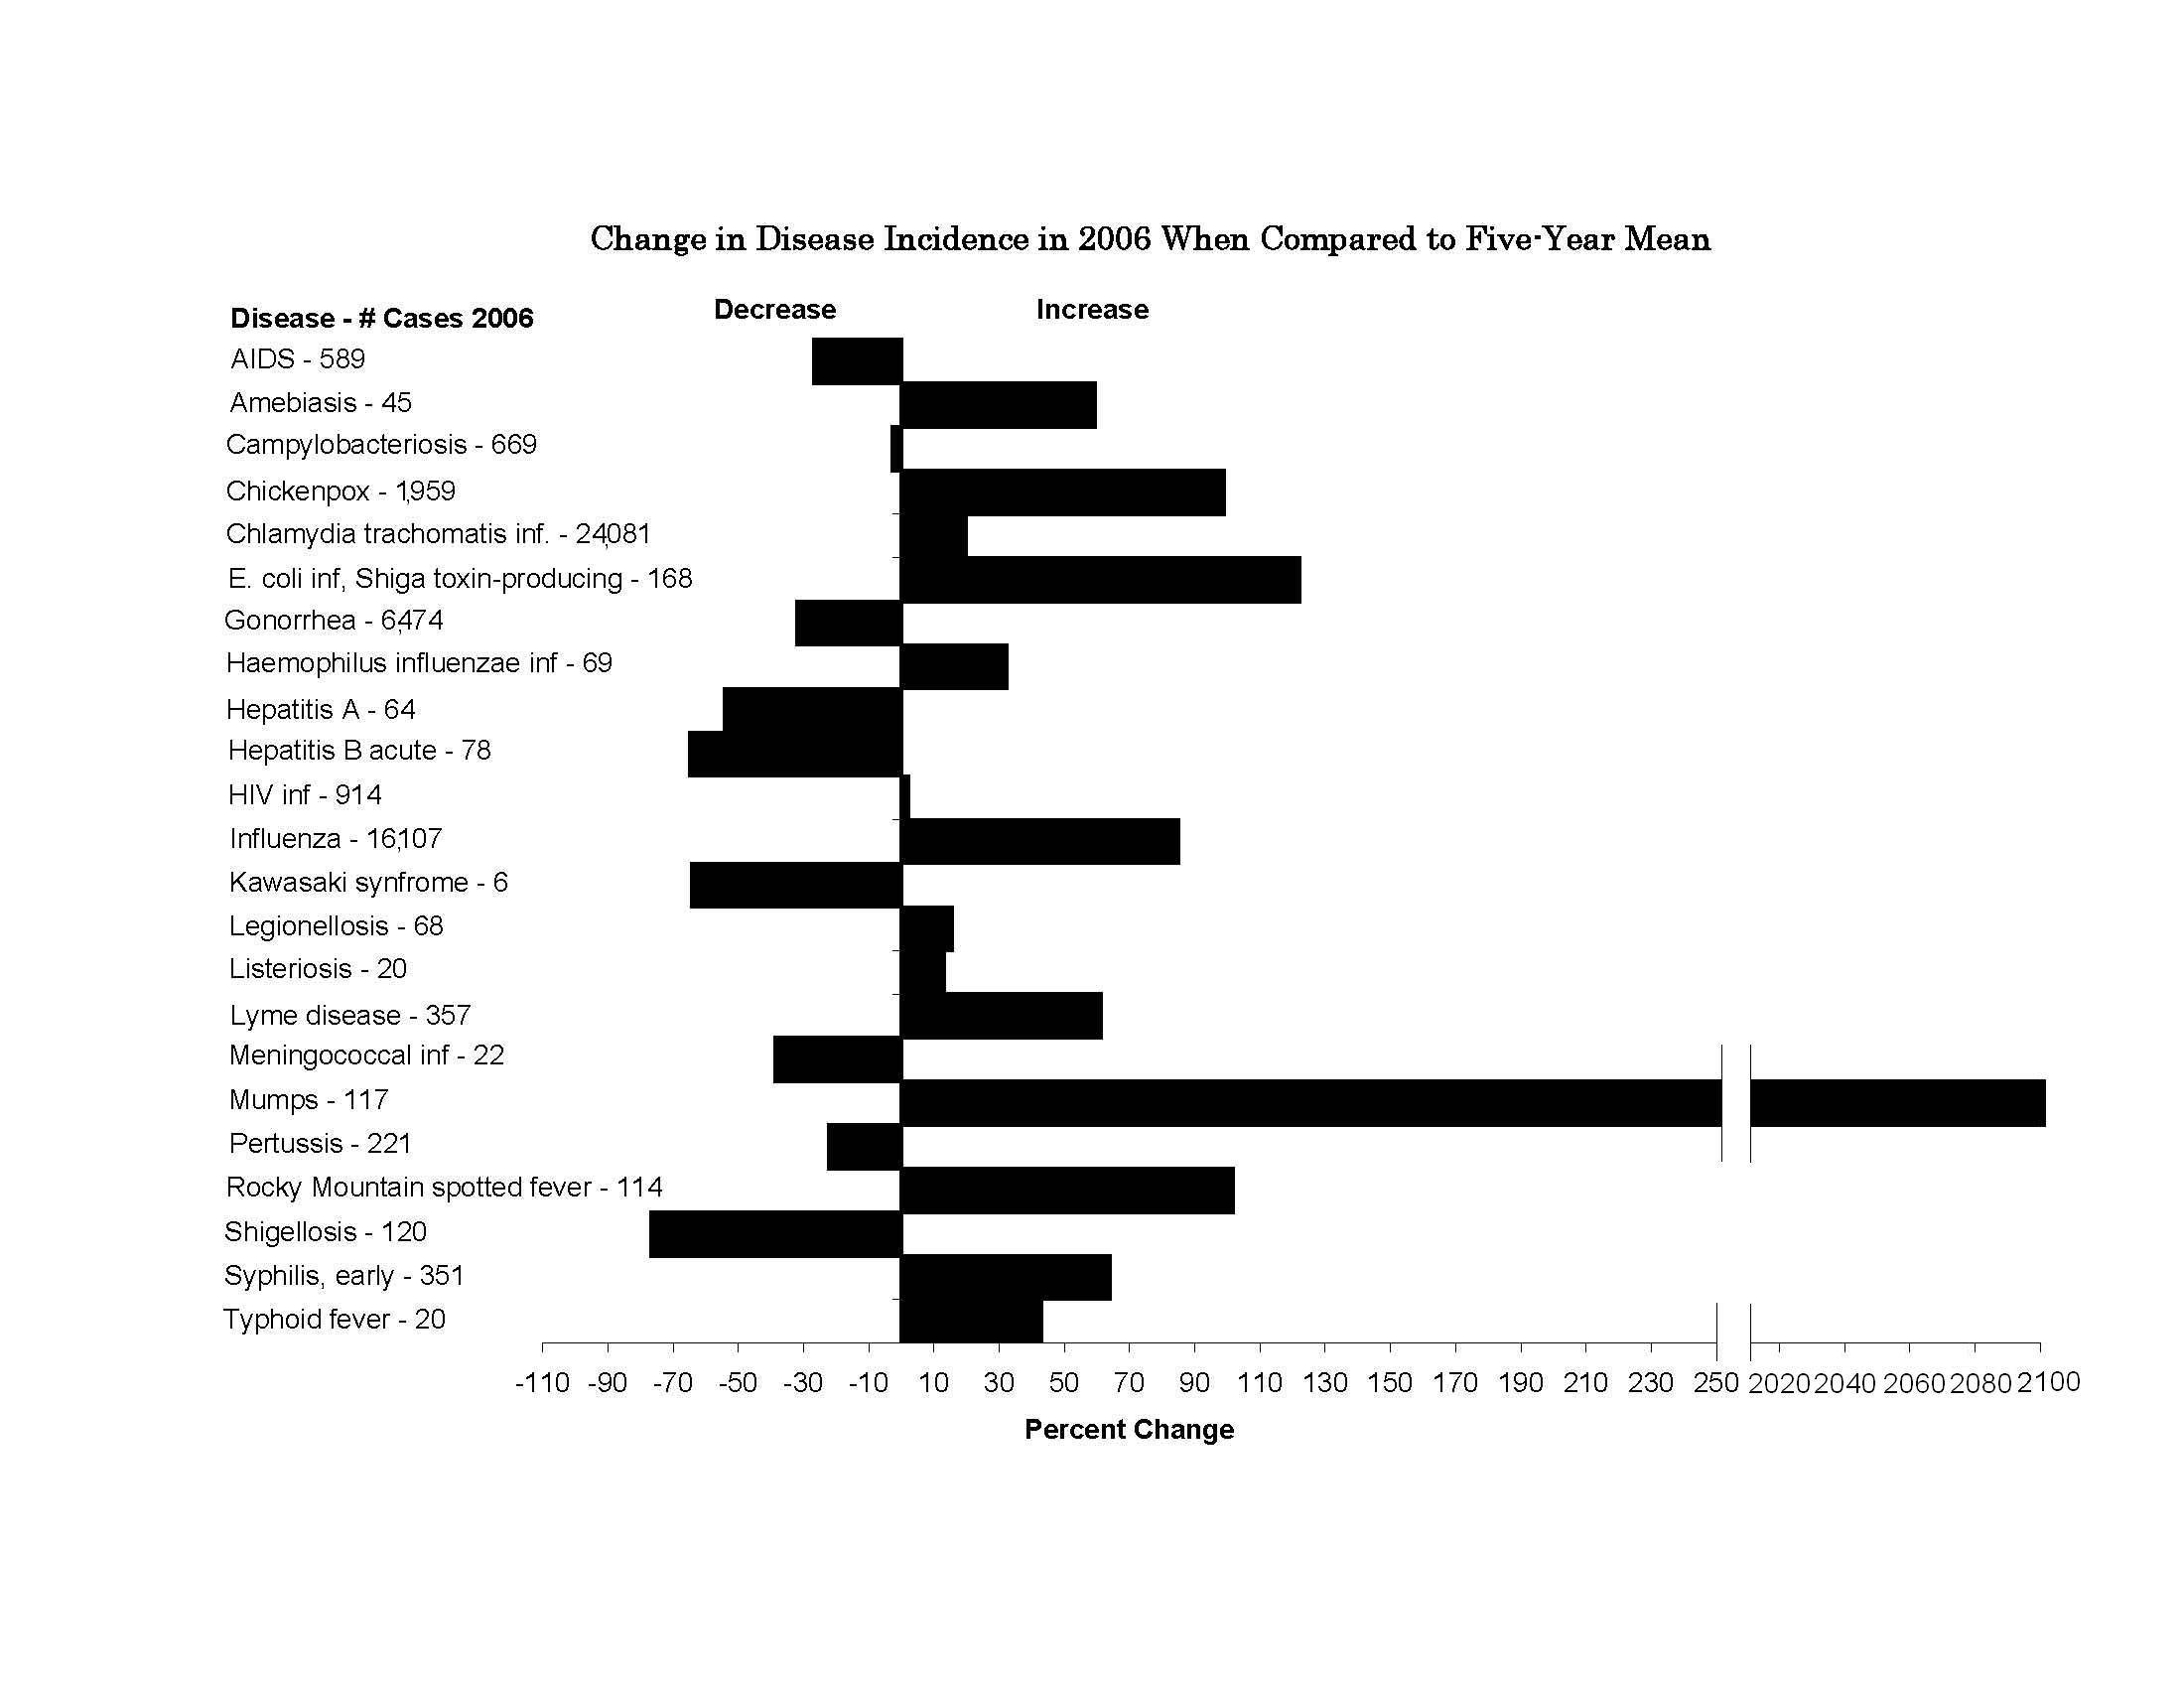 Change in Disease Incidence in 2006 When Compared to Five-Year Mean
Disease - # Cases 2006
Decrease
Increase
AIDS - 589
Amebiasis - 45
Campylobacteriosis - 669
Chickenpox - 1,959
Chlamydia trachomatis inf. - 24,081
E. coli inf, Shiga toxin-producing - 168
Gonorrhea - 6,474
Haemophilus influenzae inf - 69
Hepatitis A - 64
Hepatitis B acute - 78
HIV inf - 914
Influenza - 16,107
Kawasaki synfrome - 6
Legionellosis - 68
Listeriosis - 20
Lyme disease - 357
Meningococcal inf - 22
Mumps - 117
Pertussis - 221
Rocky Mountain spotted fever - 114
Shigellosis - 120
Syphilis, early - 351
Typhoid fever - 20
-110 -90 -70 -50 -30 -10 10 30 50 70 90 110 130 150 170 190 210 230 250 2020 2040 2060 2080 2100
Percent Change